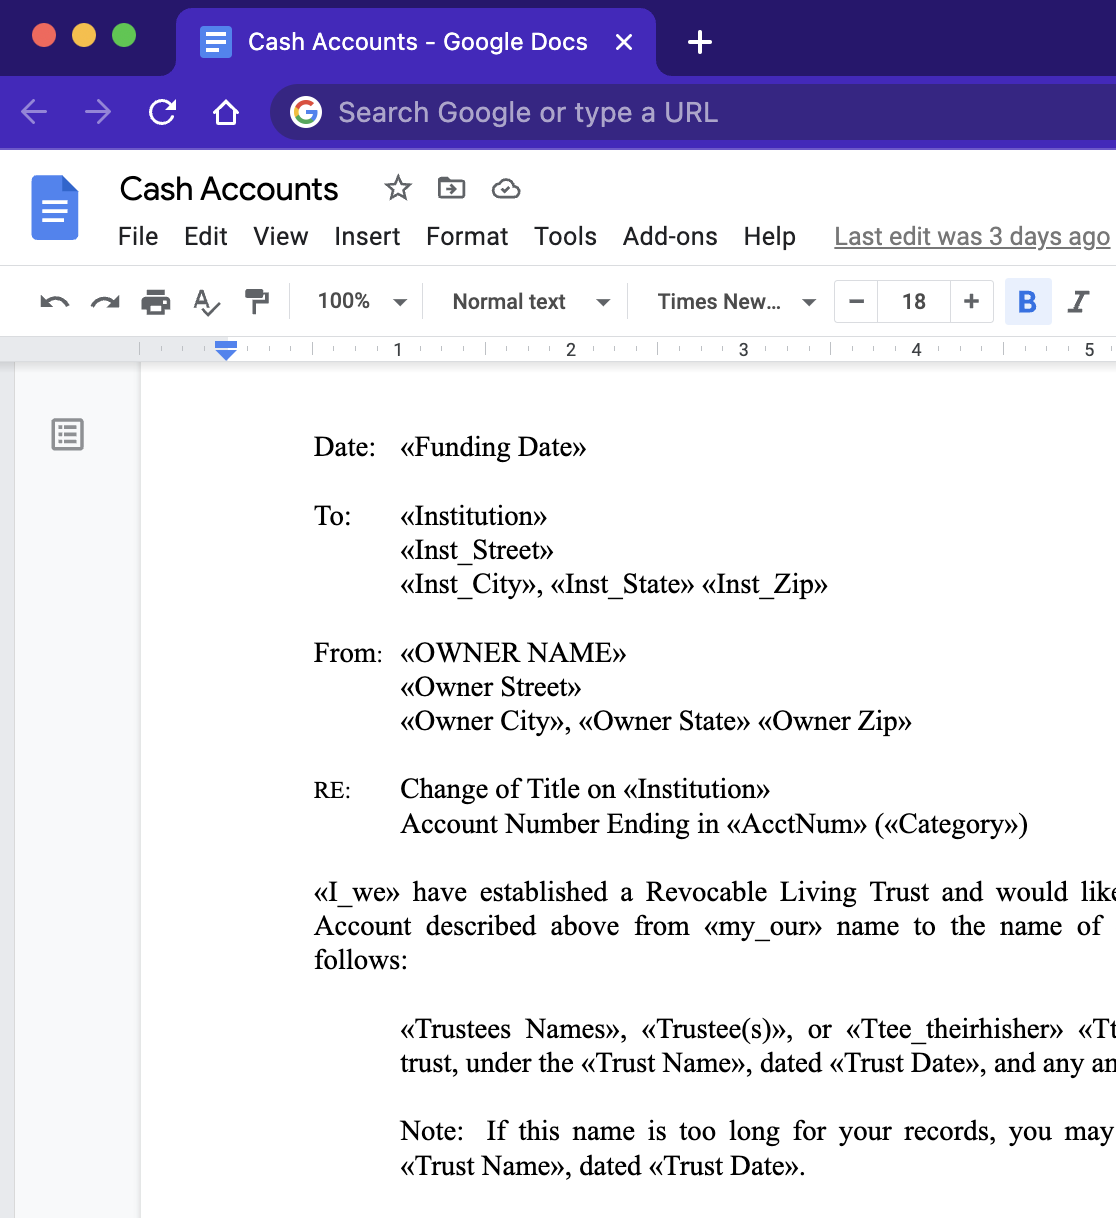 Cash Accounts - Google Docs
Search Google or type a URL
Cash Accounts
File Edit View Insert Format Tools Add-ons Help Last edit was 3 days ago
100% Normal text Times New... 18 B I
1 2 3 4 5
Date: «Funding Date»
To: «Institution»
«Inst_Street»
«Inst_City», «Inst_State» «Inst_Zip»
From: «OWNER NAME»
«Owner Street»
«Owner City», «Owner State» «Owner Zip»
RE: Change of Title on «Institution»
Account Number Ending in «AcctNum» («Category»)
«I_we» have established a Revocable Living Trust and would like
Account described above from «my_our» name to the name of
follows:
«Trustees Names», «Trustee(s)», or «Ttee_theirhisher» «Tt
trust, under the «Trust Name», dated «Trust Date», and any an
Note: If this name is too long for your records, you may
«Trust Name», dated «Trust Date».